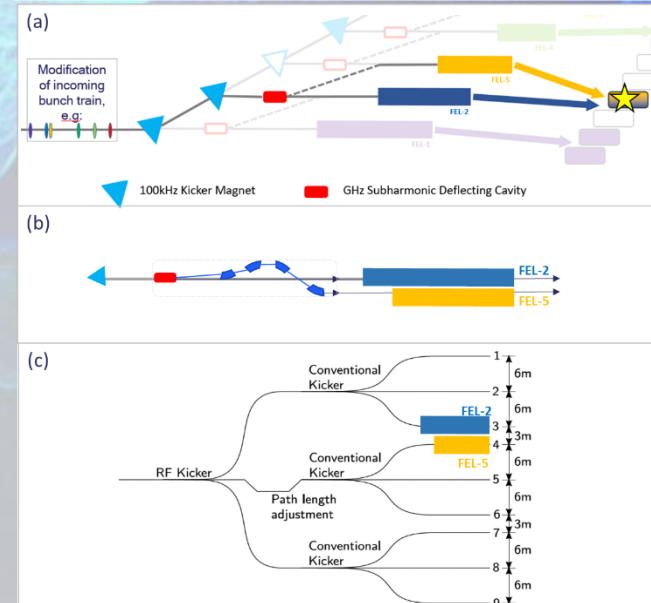 (a)
Modification
of incoming
bunch train,
e.g:
FEL-4
FEL-5
FEL-2
FEL-1
100kHz Kicker Magnet
GHz Subharmonic Deflecting Cavity
(b)
FEL-2
FEL-5
(c)
1
Conventional
Kicker
6m
2
6m
FEL-2
3
3m
Conventional
Kicker
4
FEL-5
6m
RF Kicker
5
Path length
adjustment
6m
6
3m
7
Conventional
Kicker
6m
8
6m
9